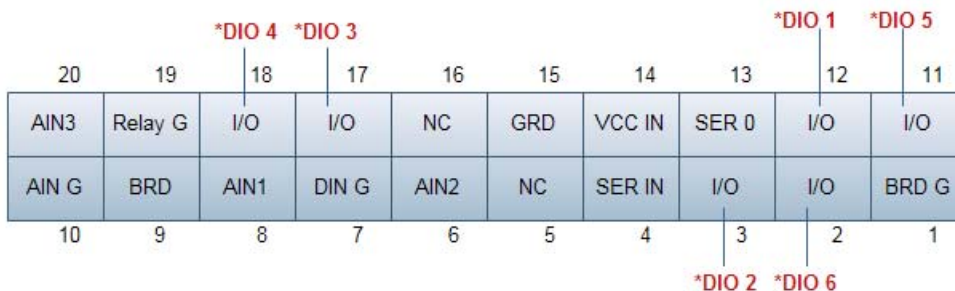 *DIO 4 *DIO 3 *DIO 1 *DIO 5
20 19 18 17 16 15 14 13 12 11
AIN3 Relay G I/O I/O NC GRD VCC IN SER 0 I/O I/O
AIN G BRD AIN1 DIN G AIN2 NC SER IN I/O I/O BRD G
10 9 8 7 6 5 4 3 2 1
*DIO 2 *DIO 6